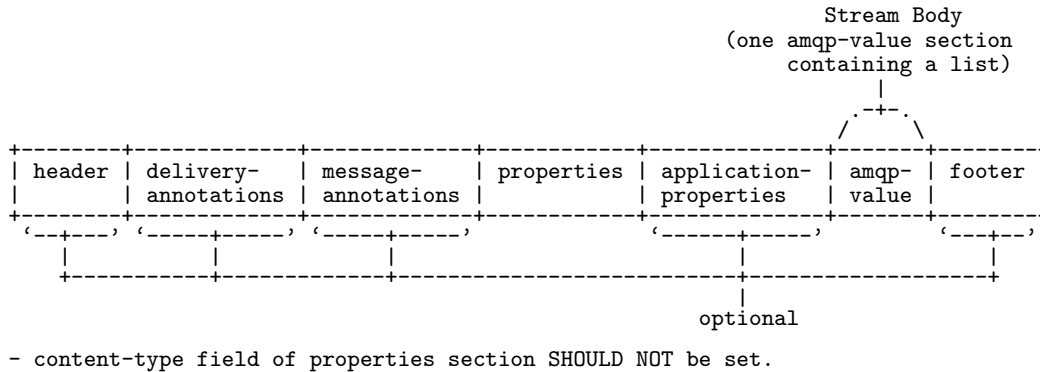 Stream Body
(one amqp-value section
containing a list)
|
.-+-.
/ \
+--------+--------------+--------------+------------+---------------+-------+---------
| header | delivery- | message- | properties | application- | amqp- | footer
| | annotations | annotations | | properties | value |
+--------+--------------+--------------+------------+---------------+-------+---------
‘--+---’ ‘-----+-----’ ‘-----+-----’ ‘------+-----’ ‘---+--’
| | | | |
+-----------+-------------+---------------------------+-------------------+
|
optional
- content-type field of properties section SHOULD NOT be set.